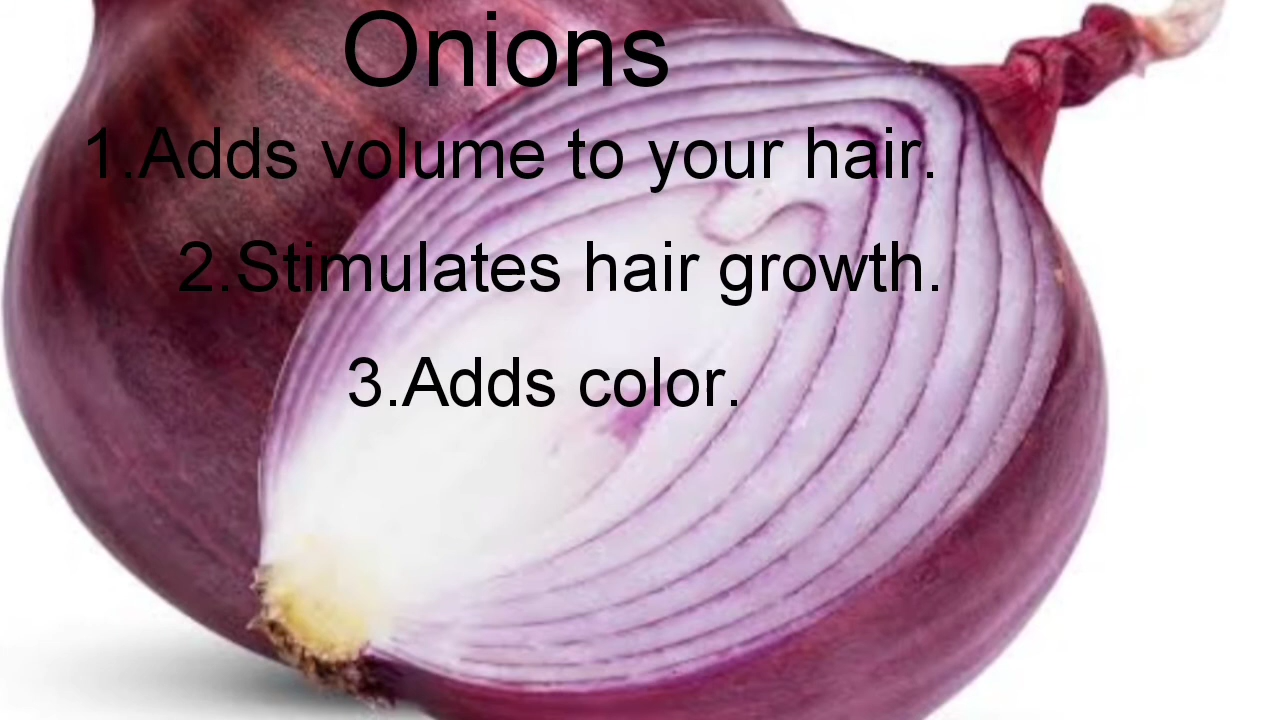 Onions
1.Adds volume to your hair.
2.Stimulates hair growth.
3.Adds color.